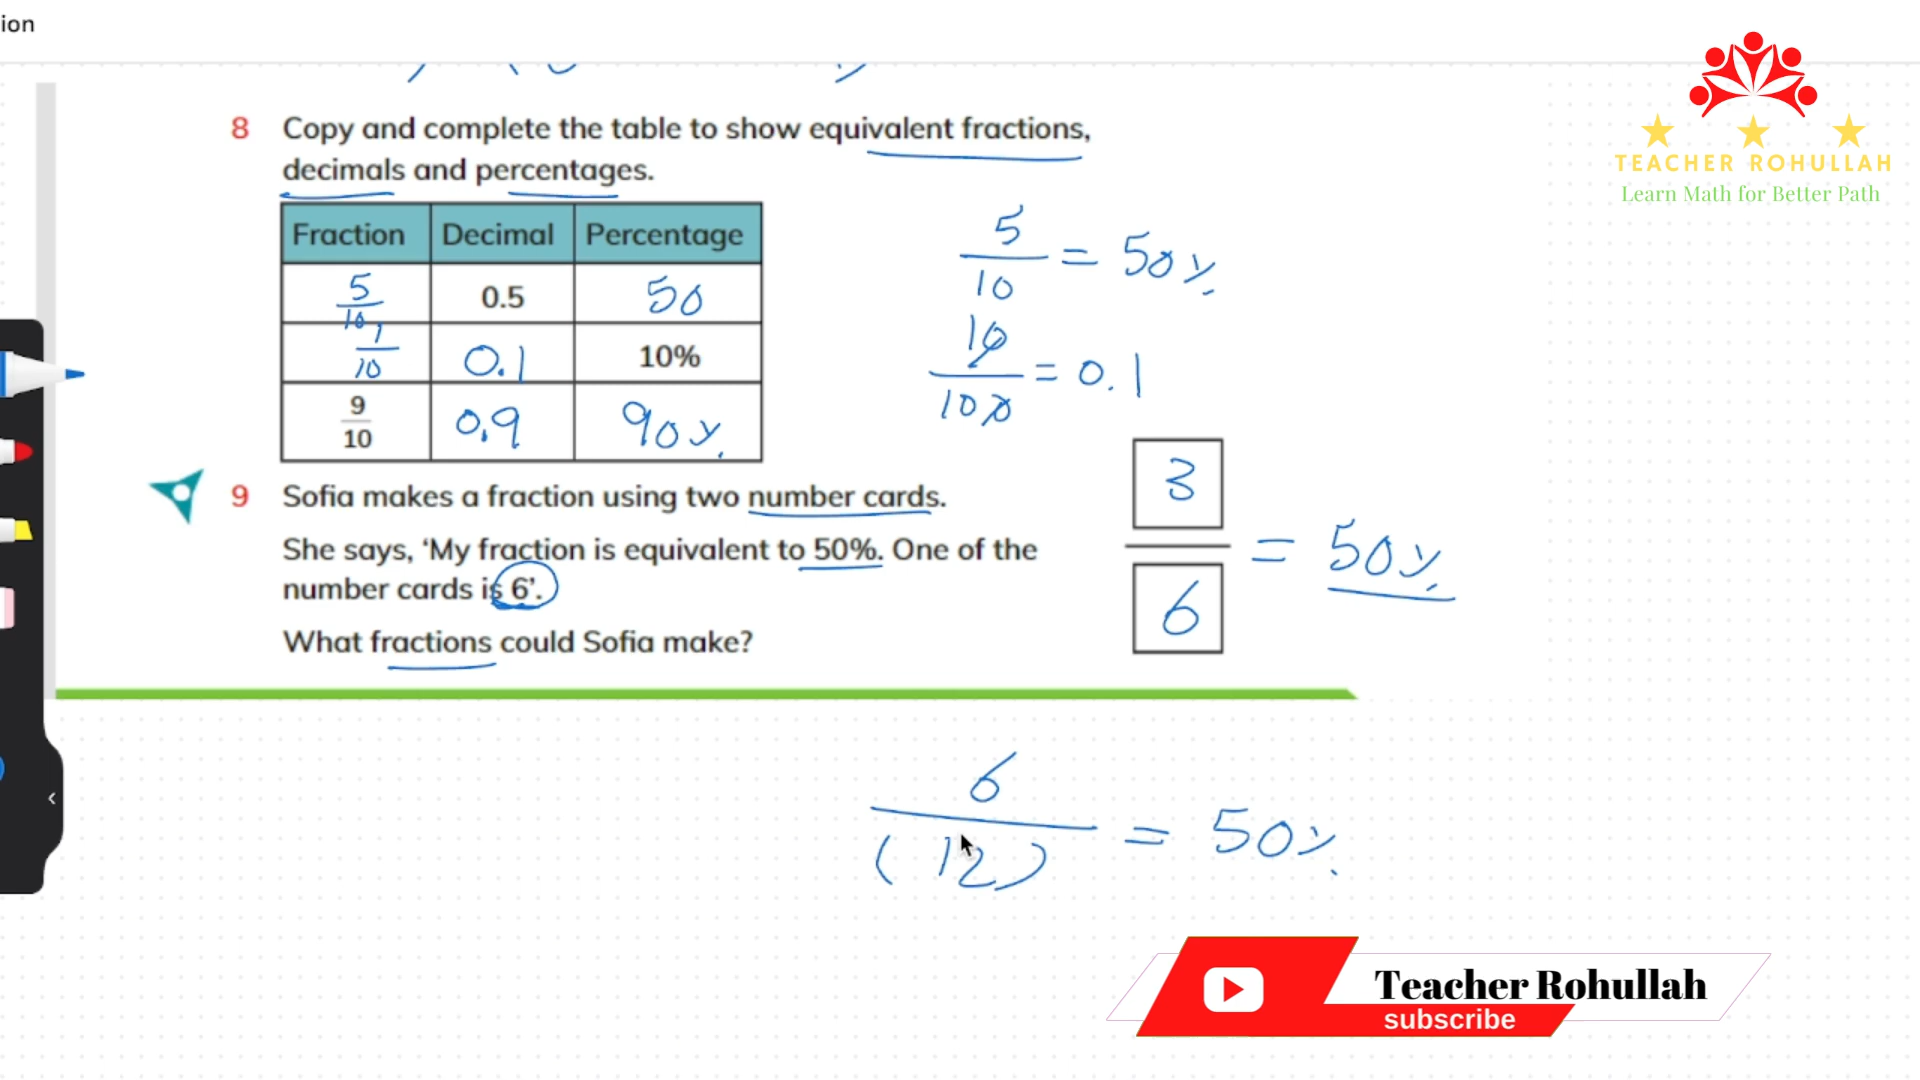 ion
TEACHER ROHULLAH
Learn Math for Better Path
8 Copy and complete the table to show equivalent fractions,
decimals and percentages.
Fraction Decimal Percentage
5/10 0.5 50
1/10 0.1 10%
9/10 0.9 90%
5/10 = 50%
10/100 = 0.1
9 Sofia makes a fraction using two number cards.
She says, ‘My fraction is equivalent to 50%. One of the
number cards is 6’.
What fractions could Sofia make?
3/6 = 50%
6/(12) = 50%
Teacher Rohullah
subscribe